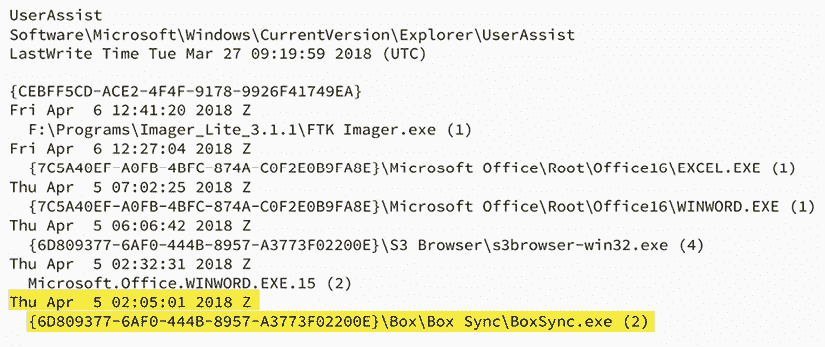 UserAssist
Software\Microsoft\Windows\CurrentVersion\Explorer\UserAssist
LastWrite Time Tue Mar 27 09:19:59 2018 (UTC)
{CEBFF5CD-ACE2-4F4F-9178-9926F41749EA}
Fri Apr  6 12:41:20 2018 Z
  F:\Programs\Imager_Lite_3.1.1\FTK Imager.exe (1)
Fri Apr  6 12:27:04 2018 Z
  {7C5A40EF-A0FB-4BFC-874A-C0F2E0B9FA8E}\Microsoft Office\Root\Office16\EXCEL.EXE (1)
Thu Apr  5 07:02:25 2018 Z
  {7C5A40EF-A0FB-4BFC-874A-C0F2E0B9FA8E}\Microsoft Office\Root\Office16\WINWORD.EXE (1)
Thu Apr  5 06:06:42 2018 Z
  {6D809377-6AF0-444B-8957-A3773F02200E}\S3 Browser\s3browser-win32.exe (4)
Thu Apr  5 02:32:31 2018 Z
  Microsoft.Office.WINWORD.EXE.15 (2)
Thu Apr  5 02:05:01 2018 Z
  {6D809377-6AF0-444B-8957-A3773F02200E}\Box\Box Sync\BoxSync.exe (2)